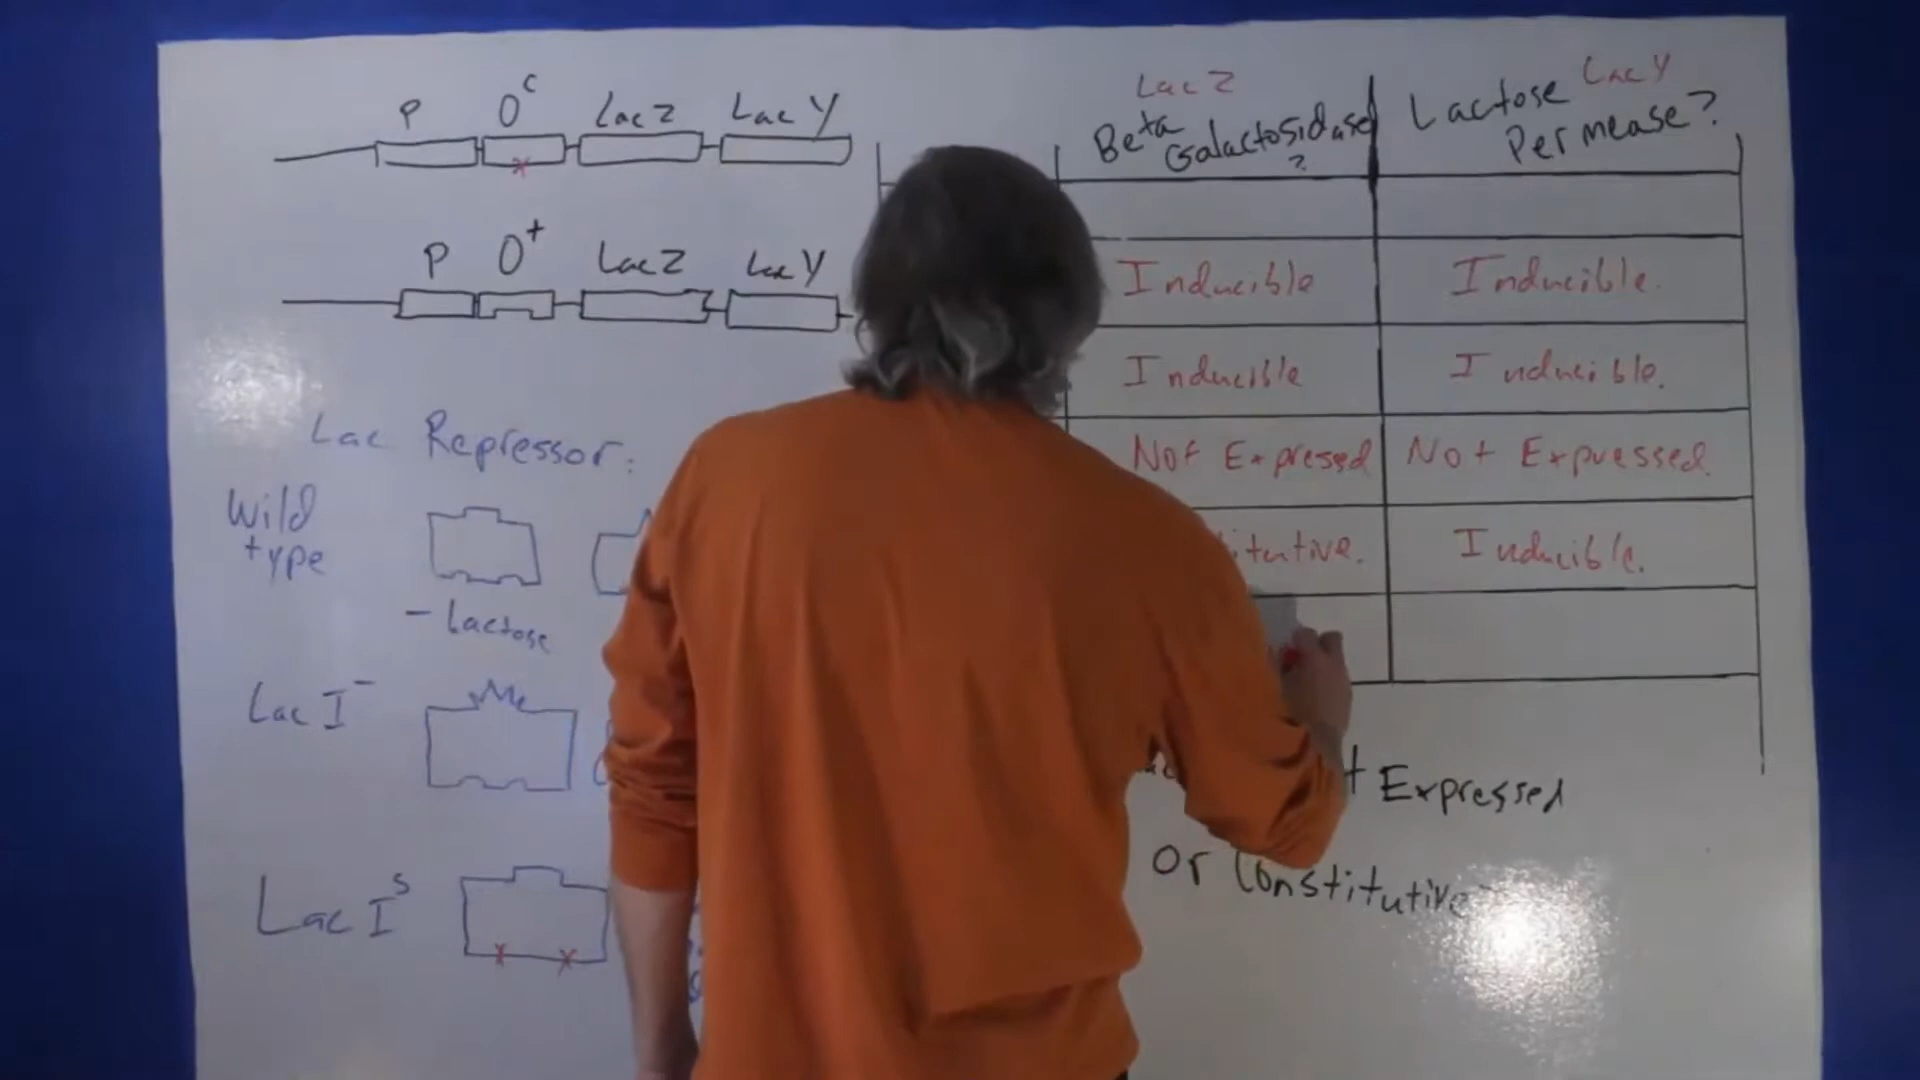 P O^c Lac Z Lac Y
P O^+ Lac Z Lac Y
Lac Repressor:
Wild
type
- Lactose
Lac I^-
Lac I^s
Lac Z
Beta
Galactosidase
?
Lactose Lac Y
Permease?
Inducible Inducible.
Inducible Inducible.
Not Expressed Not Expressed.
Inducible.
Expressed
or Constitutive